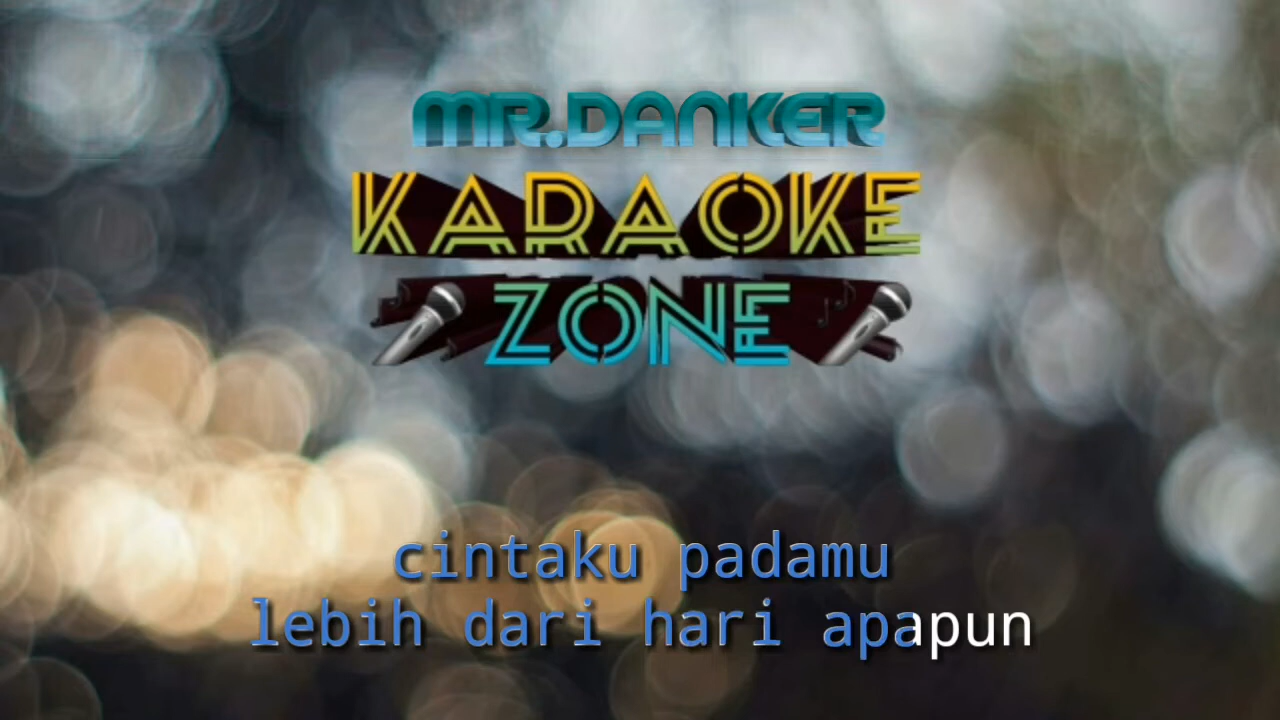 MR.DANKER
KARAOKE
ZONE
cintaku padamu
lebih dari hari apapun